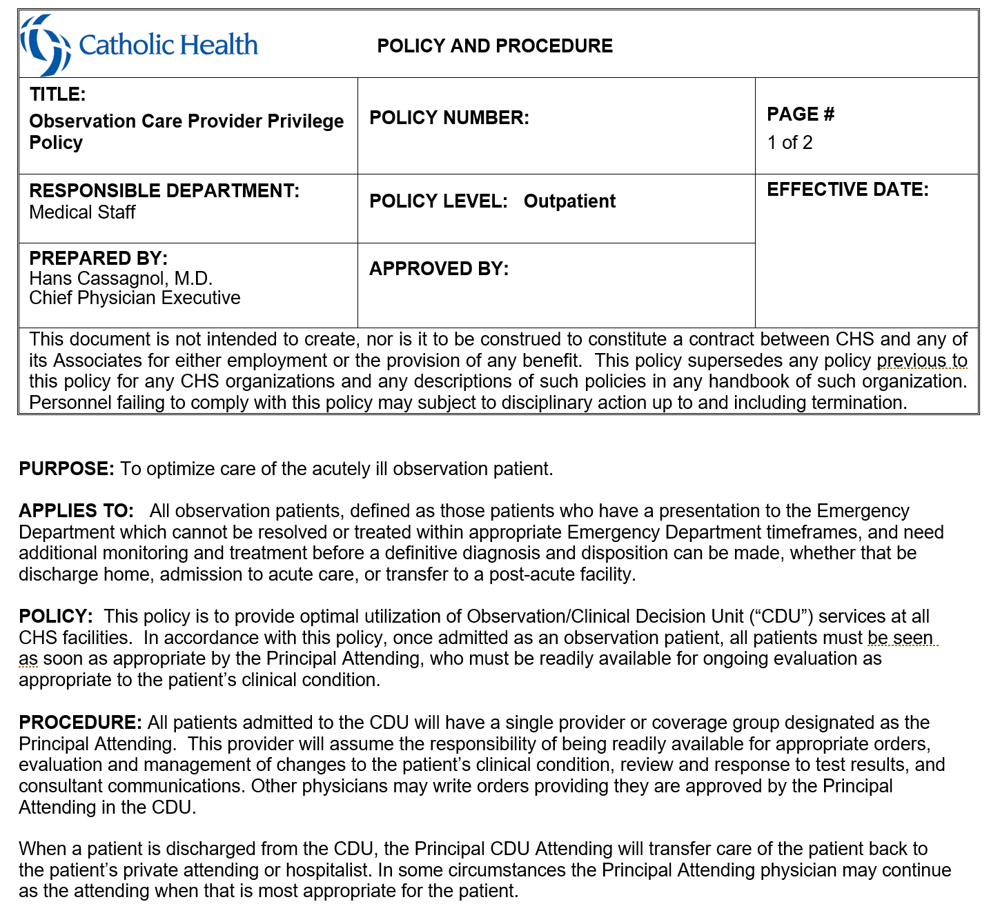 Catholic Health
POLICY AND PROCEDURE
TITLE:
Observation Care Provider Privilege
Policy
POLICY NUMBER:
PAGE #
1 of 2
RESPONSIBLE DEPARTMENT:
Medical Staff
POLICY LEVEL: Outpatient
EFFECTIVE DATE:
PREPARED BY:
Hans Cassagnol, M.D.
Chief Physician Executive
APPROVED BY:
This document is not intended to create, nor is it to be construed to constitute a contract between CHS and any of
its Associates for either employment or the provision of any benefit. This policy supersedes any policy previous to
this policy for any CHS organizations and any descriptions of such policies in any handbook of such organization.
Personnel failing to comply with this policy may subject to disciplinary action up to and including termination.
PURPOSE: To optimize care of the acutely ill observation patient.
APPLIES TO: All observation patients, defined as those patients who have a presentation to the Emergency
Department which cannot be resolved or treated within appropriate Emergency Department timeframes, and need
additional monitoring and treatment before a definitive diagnosis and disposition can be made, whether that be
discharge home, admission to acute care, or transfer to a post-acute facility.
POLICY: This policy is to provide optimal utilization of Observation/Clinical Decision Unit (“CDU”) services at all
CHS facilities. In accordance with this policy, once admitted as an observation patient, all patients must be seen
as soon as appropriate by the Principal Attending, who must be readily available for ongoing evaluation as
appropriate to the patient’s clinical condition.
PROCEDURE: All patients admitted to the CDU will have a single provider or coverage group designated as the
Principal Attending. This provider will assume the responsibility of being readily available for appropriate orders,
evaluation and management of changes to the patient’s clinical condition, review and response to test results, and
consultant communications. Other physicians may write orders providing they are approved by the Principal
Attending in the CDU.
When a patient is discharged from the CDU, the Principal CDU Attending will transfer care of the patient back to
the patient’s private attending or hospitalist. In some circumstances the Principal Attending physician may continue
as the attending when that is most appropriate for the patient.